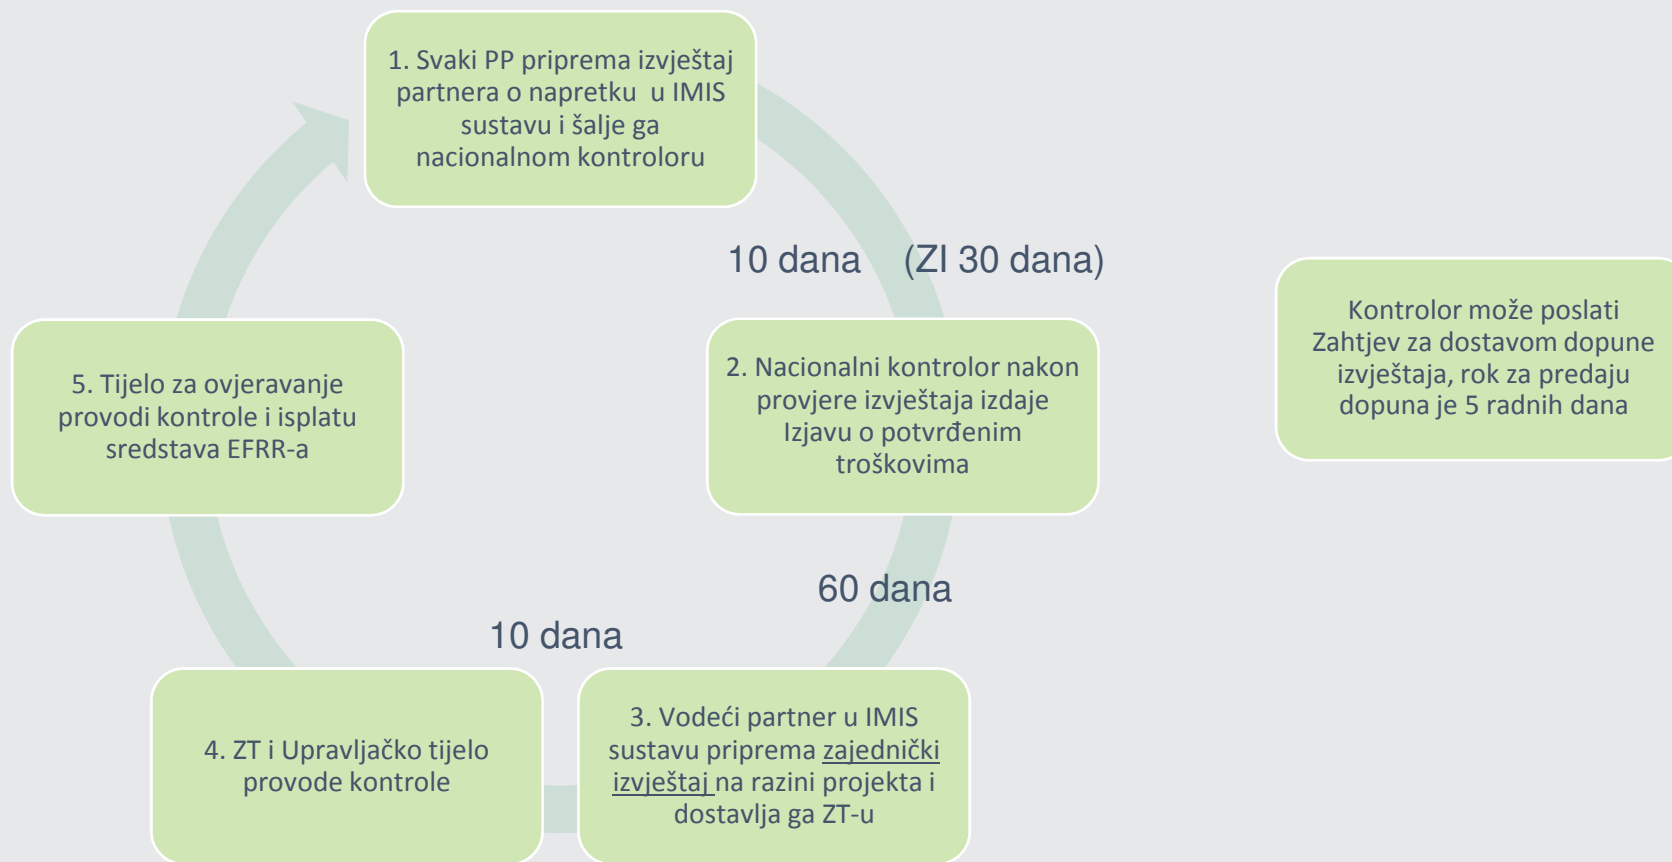 1. Svaki PP priprema izvještaj
partnera o napretku  u IMIS
sustavu i šalje ga
nacionalnom kontroloru
10 dana    (ZI 30 dana)
2. Nacionalni kontrolor nakon
provjere izvještaja izdaje
Izjavu o potvrđenim
troškovima
Kontrolor može poslati
Zahtjev za dostavom dopune
izvještaja, rok za predaju
dopuna je 5 radnih dana
60 dana
3. Vodeći partner u IMIS
sustavu priprema zajednički
izvještaj na razini projekta i
dostavlja ga ZT-u
10 dana
4. ZT i Upravljačko tijelo
provode kontrole
5. Tijelo za ovjeravanje
provodi kontrole i isplatu
sredstava EFRR-a